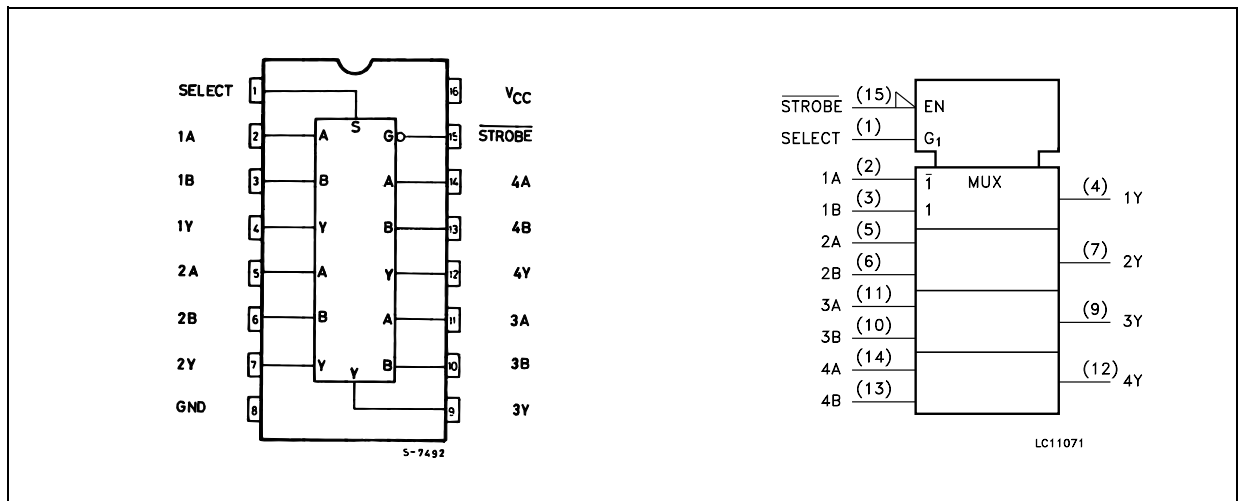 SELECT 1 16 VCC
S
1A 2 A G 15 STROBE
1B 3 B A 14 4A
1Y 4 Y B 13 4B
2A 5 A Y 12 4Y
2B 6 B A 11 3A
2Y 7 Y Y B 10 3B
GND 8 9 3Y
S-7492
STROBE (15) EN
SELECT (1) G1
1A (2) 1̅ MUX (4) 1Y
1B (3) 1
2A (5)
2B (6) (7) 2Y
3A (11)
3B (10) (9) 3Y
4A (14)
4B (13) (12) 4Y
LC11071